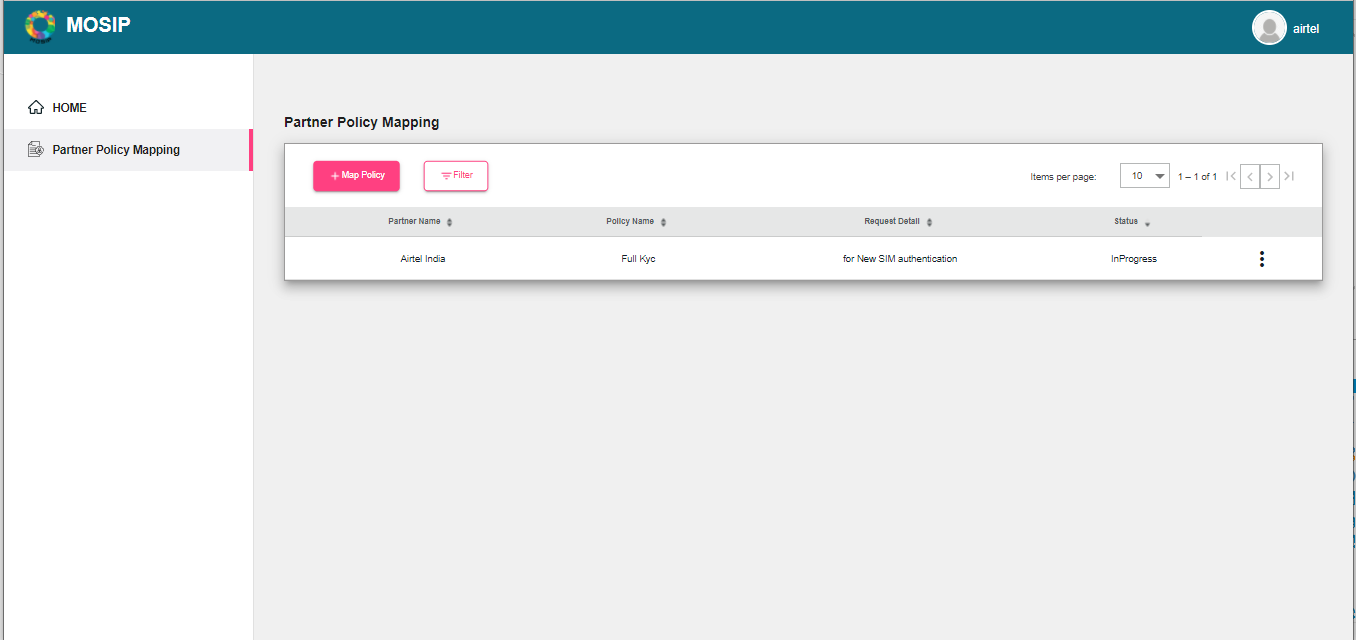 MOSIP
airtel
HOME
Partner Policy Mapping
Partner Policy Mapping
+ Map Policy
Filter
Items per page:
10
1 – 1 of 1
Partner Name
Policy Name
Request Detail
Status
Airtel India
Full Kyc
for New SIM authentication
InProgress